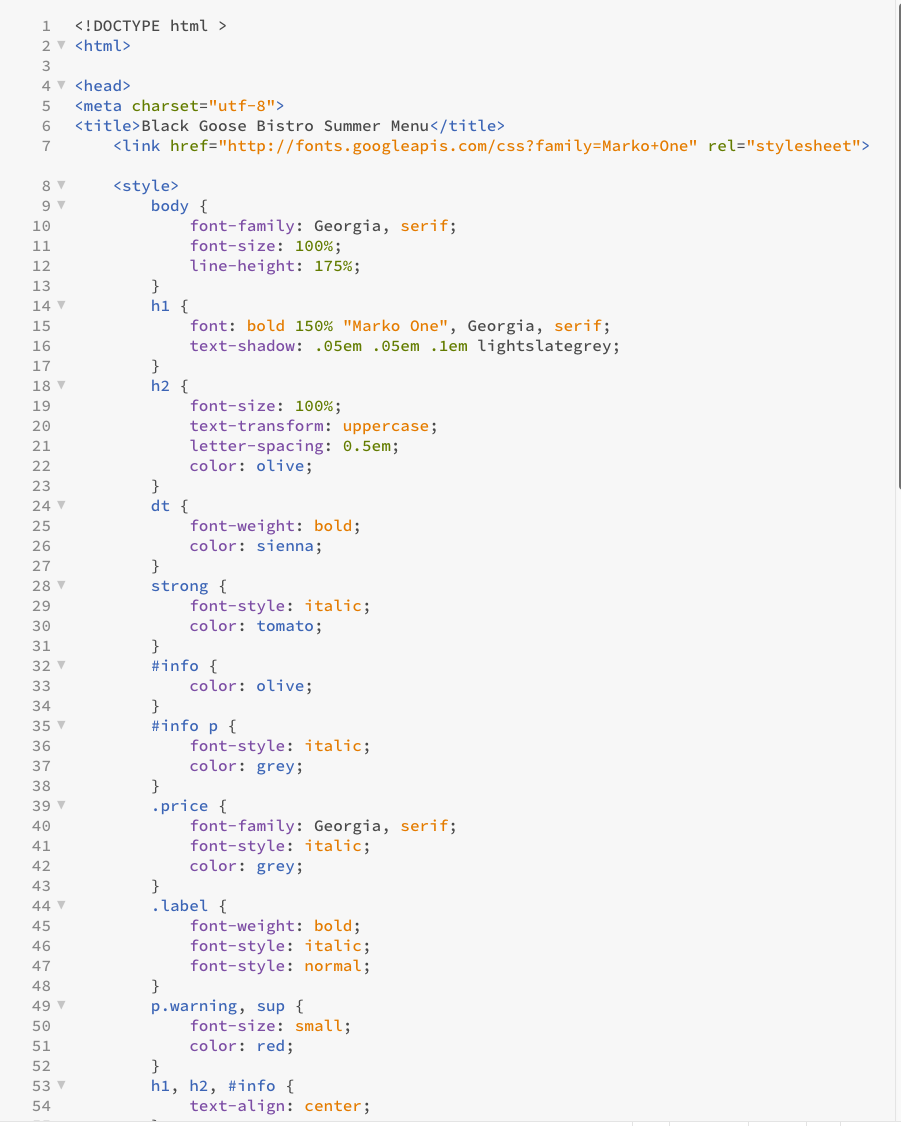 1 <!DOCTYPE html >
2 <html>
3
4 <head>
5 <meta charset="utf-8">
6 <title>Black Goose Bistro Summer Menu</title>
7 <link href="http://fonts.googleapis.com/css?family=Marko+One" rel="stylesheet">
8 <style>
9 body {
10 font-family: Georgia, serif;
11 font-size: 100%;
12 line-height: 175%;
13 }
14 h1 {
15 font: bold 150% "Marko One", Georgia, serif;
16 text-shadow: .05em .05em .1em lightslategrey;
17 }
18 h2 {
19 font-size: 100%;
20 text-transform: uppercase;
21 letter-spacing: 0.5em;
22 color: olive;
23 }
24 dt {
25 font-weight: bold;
26 color: sienna;
27 }
28 strong {
29 font-style: italic;
30 color: tomato;
31 }
32 #info {
33 color: olive;
34 }
35 #info p {
36 font-style: italic;
37 color: grey;
38 }
39 .price {
40 font-family: Georgia, serif;
41 font-style: italic;
42 color: grey;
43 }
44 .label {
45 font-weight: bold;
46 font-style: italic;
47 font-style: normal;
48 }
49 p.warning, sup {
50 font-size: small;
51 color: red;
52 }
53 h1, h2, #info {
54 text-align: center;